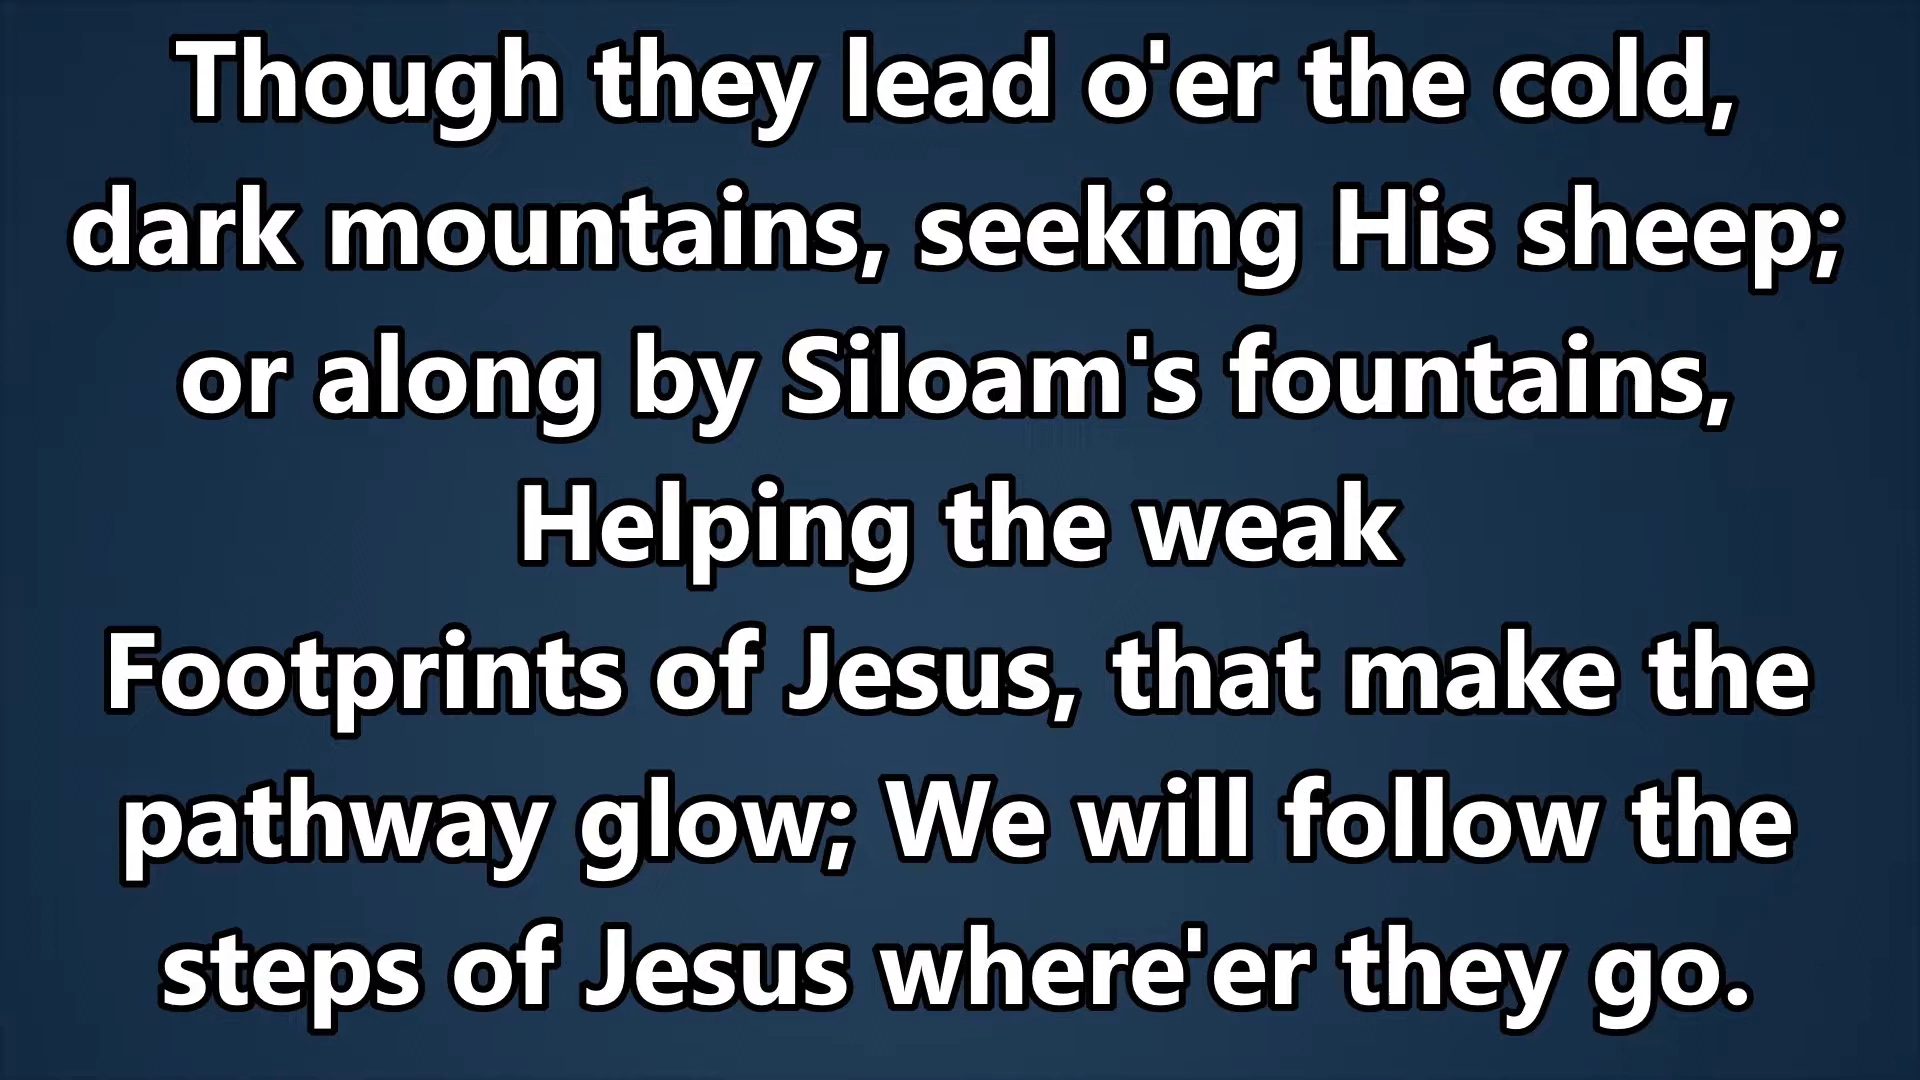 Though they lead o'er the cold,
dark mountains, seeking His sheep;
or along by Siloam's fountains,
Helping the weak
Footprints of Jesus, that make the
pathway glow; We will follow the
steps of Jesus where'er they go.